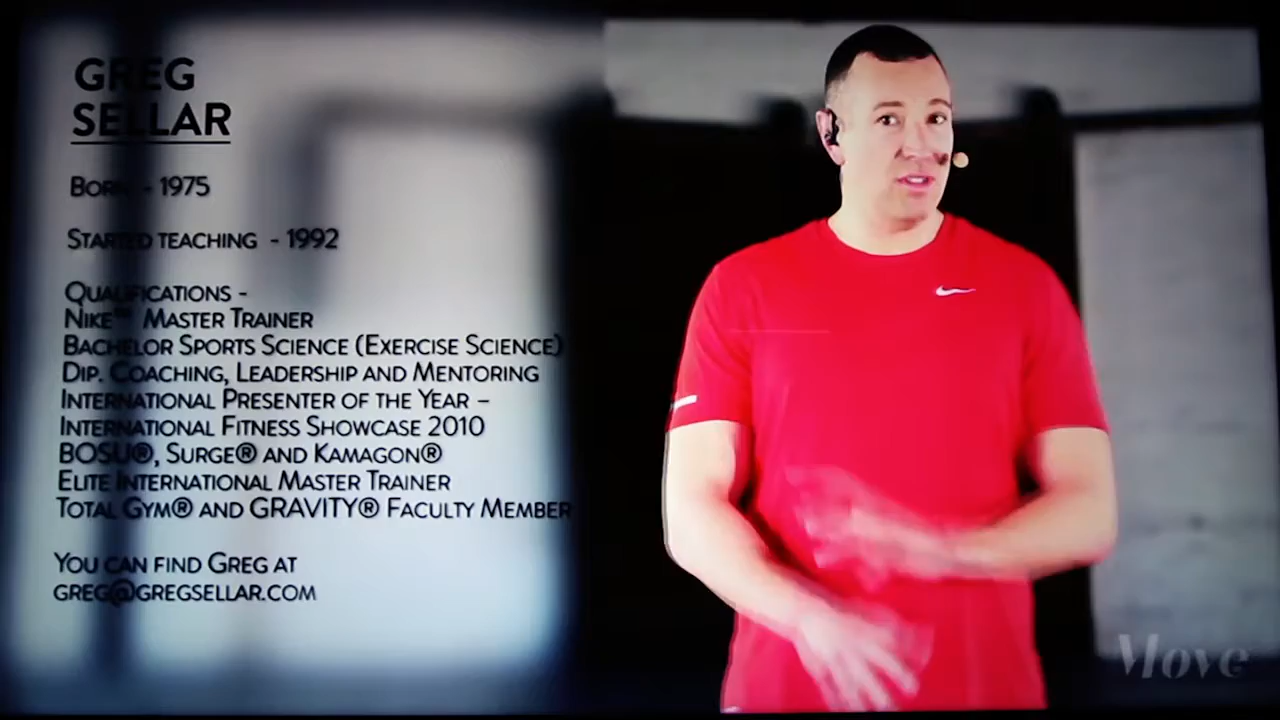 GREG
SELLAR
BORN - 1975
STARTED TEACHING - 1992
QUALIFICATIONS -
NIKE™ MASTER TRAINER
BACHELOR SPORTS SCIENCE (EXERCISE SCIENCE)
DIP. COACHING, LEADERSHIP AND MENTORING
INTERNATIONAL PRESENTER OF THE YEAR –
INTERNATIONAL FITNESS SHOWCASE 2010
BOSU®, SURGE® AND KAMAGON®
ELITE INTERNATIONAL MASTER TRAINER
TOTAL GYM® AND GRAVITY® FACULTY MEMBER
YOU CAN FIND GREG AT
GREG@GREGSELLAR.COM
Move